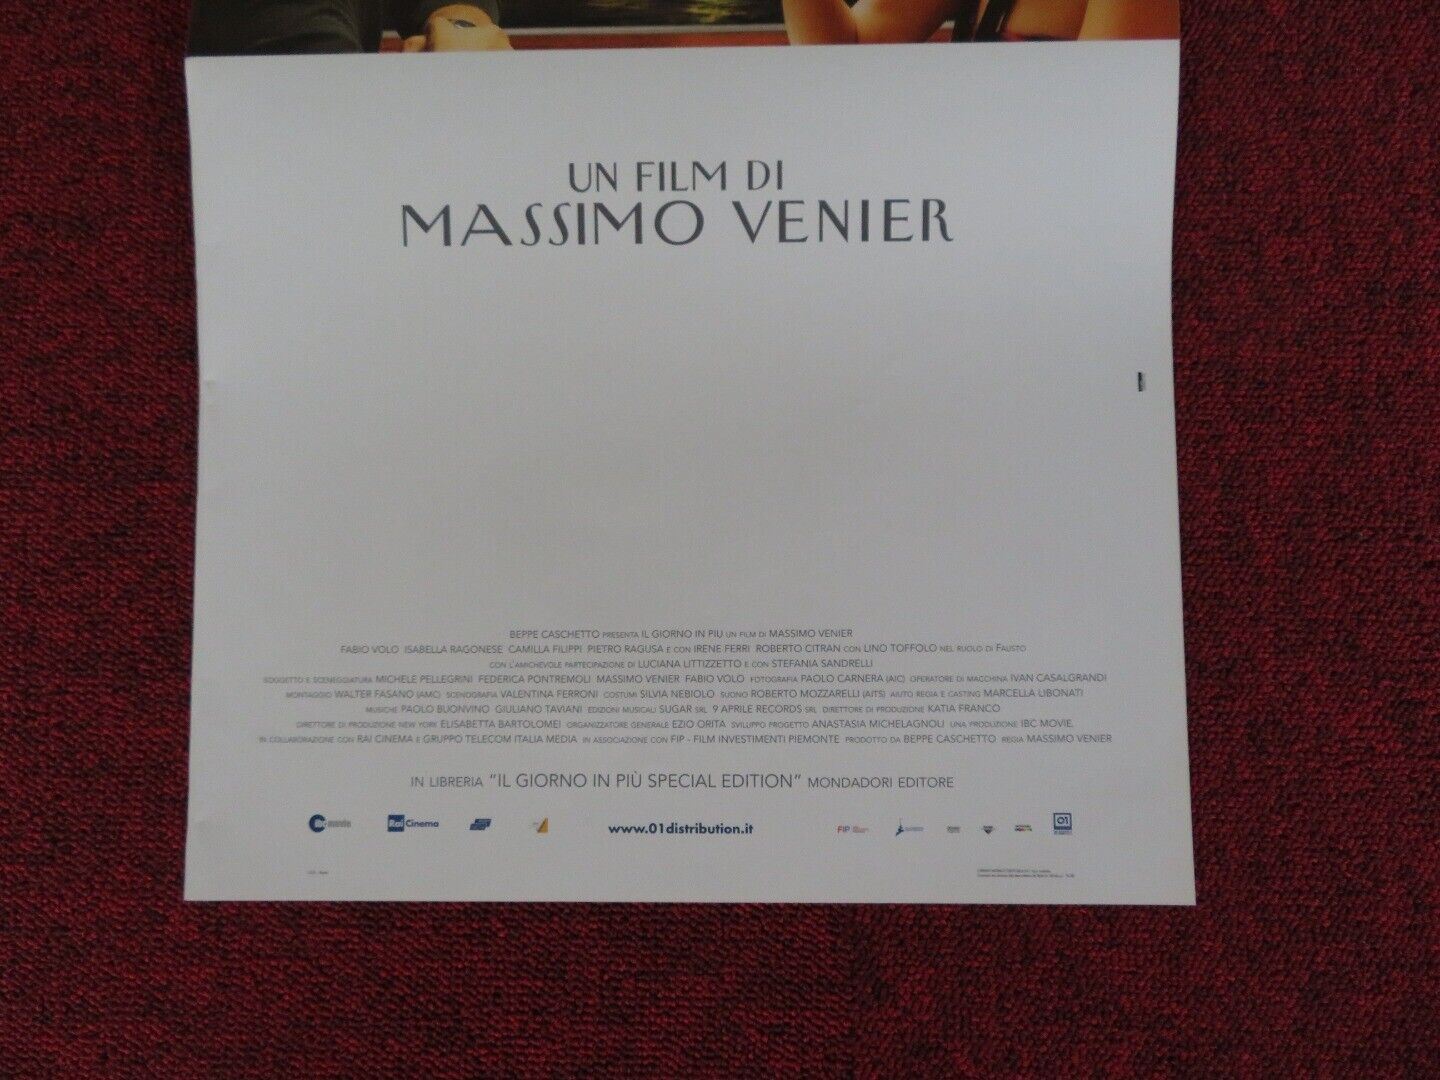 UN FILM DI
MASSIMO VENIER
BEPPE CASCHETTO PRESENTA IL GIORNO IN PIU UN FILM DI MASSIMO VENIER
FABIO VOLO ISABELLA RAGONESE CAMILLA FILIPPI PIETRO RAGUSA E CON IRENE FERRI ROBERTO CITRAN CON LINO TOFFOLO NEL RUOLO DI FAUSTO
CON L'AMICHEVOLE PARTECIPAZIONE DI LUCIANA LITTIZZETTO E CON STEFANIA SANDRELLI
SOGGETTO E SCENEGGIATURA MICHELE PELLEGRINI FEDERICA PONTREMOLI MASSIMO VENIER FABIO VOLO FOTOGRAFIA PAOLO CARNERA (AIC) OPERATORE DI MACCHINA IVAN CASALGRANDI
MONTAGGIO WALTER FASANO (AMC) SCENOGRAFIA VALENTINA FERRONI COSTUMI SILVIA NEBIOLO SUONO ROBERTO MOZZARELLI (AITS) AIUTO REGIA E CASTING MARCELLA LIBONATI
MUSICHE PAOLO BUONVINO GIULIANO TAVIANI EDIZIONI MUSICALI SUGAR SRL 9 APRILE RECORDS SRL DIRETTORE DI PRODUZIONE KATIA FRANCO
DIRETTORE DI PRODUZIONE NEW YORK ELISABETTA BARTOLOMEI ORGANIZZATORE GENERALE EZIO ORITA SVILUPPO PROGETTO ANASTASIA MICHELAGNOLI UNA PRODUZIONE IBC MOVIE,
IN COLLABORAZIONE CON RAI CINEMA E GRUPPO TELECOM ITALIA MEDIA IN ASSOCIAZIONE CON FIP - FILM INVESTIMENTI PIEMONTE PRODOTTO DA BEPPE CASCHETTO REGIA MASSIMO VENIER
IN LIBRERIA "IL GIORNO IN PIÙ SPECIAL EDITION" MONDADORI EDITORE
Rai Cinema www.01distribution.it FIP 01